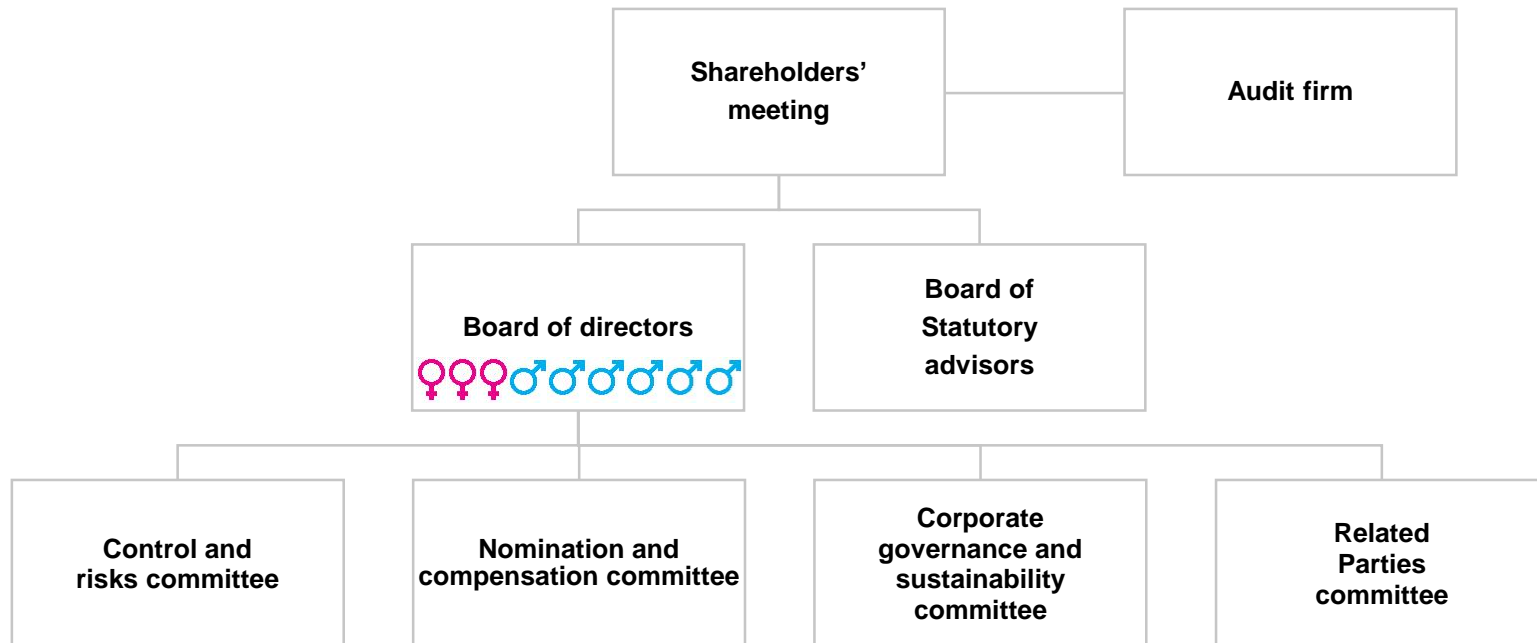 Shareholders’
meeting
Audit firm
Board of directors
Board of
Statutory
advisors
Control and
risks committee
Nomination and
compensation committee
Corporate
governance and
sustainability
committee
Related
Parties
committee